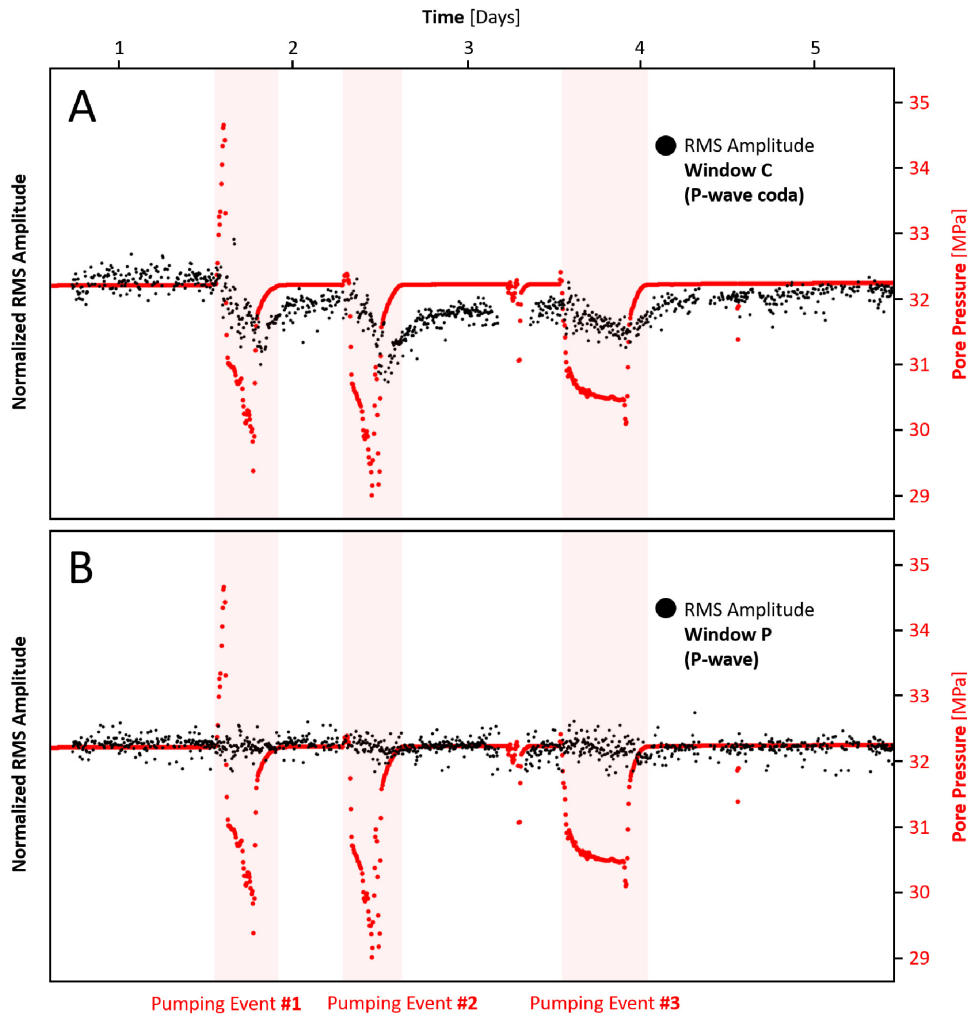 Time [Days]
1 2 3 4 5
A
Normalized RMS Amplitude
RMS Amplitude
Window C
(P-wave coda)
35
34
33
32
31
30
29
Pore Pressure [MPa]
B
Normalized RMS Amplitude
RMS Amplitude
Window P
(P-wave)
35
34
33
32
31
30
29
Pore Pressure [MPa]
Pumping Event #1 Pumping Event #2 Pumping Event #3